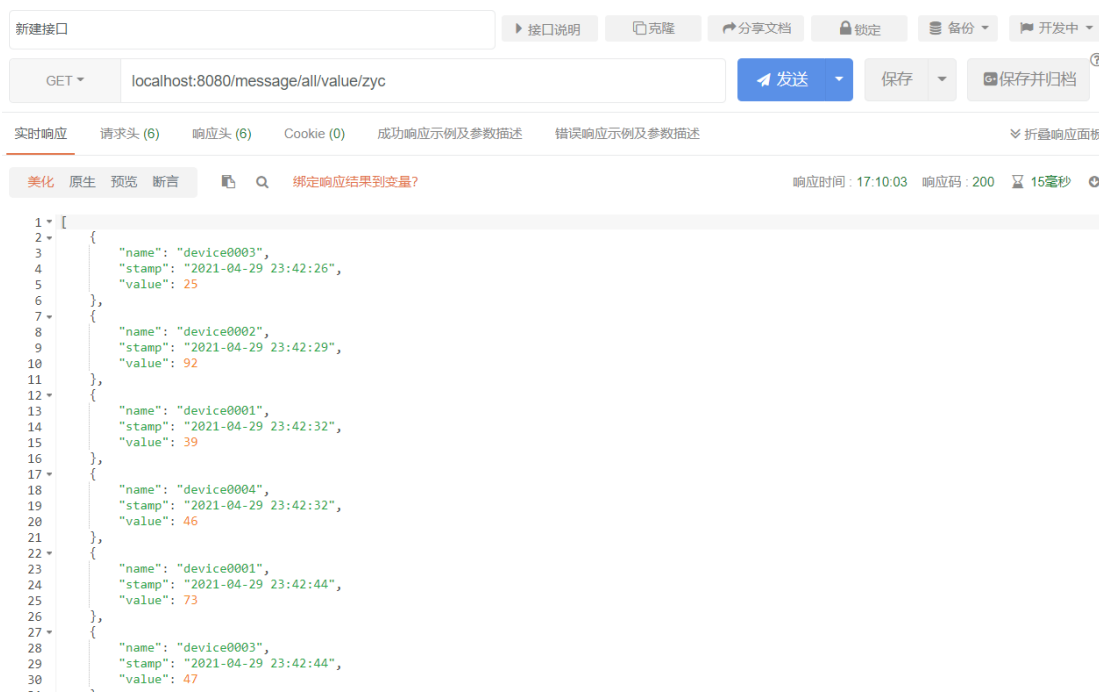 新建接口
接口说明 克隆 分享文档 锁定 备份 开发中
GET localhost:8080/message/all/value/zyc 发送 保存 保存并归档
实时响应 请求头 (6) 响应头 (6) Cookie (0) 成功响应示例及参数描述 错误响应示例及参数描述 折叠响应面板
美化 原生 预览 断言 绑定响应结果到变量? 响应时间 : 17:10:03 响应码 : 200 15毫秒
1 [
2 {
3 "name": "device0003",
4 "stamp": "2021-04-29 23:42:26",
5 "value": 25
6 },
7 {
8 "name": "device0002",
9 "stamp": "2021-04-29 23:42:29",
10 "value": 92
11 },
12 {
13 "name": "device0001",
14 "stamp": "2021-04-29 23:42:32",
15 "value": 39
16 },
17 {
18 "name": "device0004",
19 "stamp": "2021-04-29 23:42:32",
20 "value": 46
21 },
22 {
23 "name": "device0001",
24 "stamp": "2021-04-29 23:42:44",
25 "value": 73
26 },
27 {
28 "name": "device0003",
29 "stamp": "2021-04-29 23:42:44",
30 "value": 47